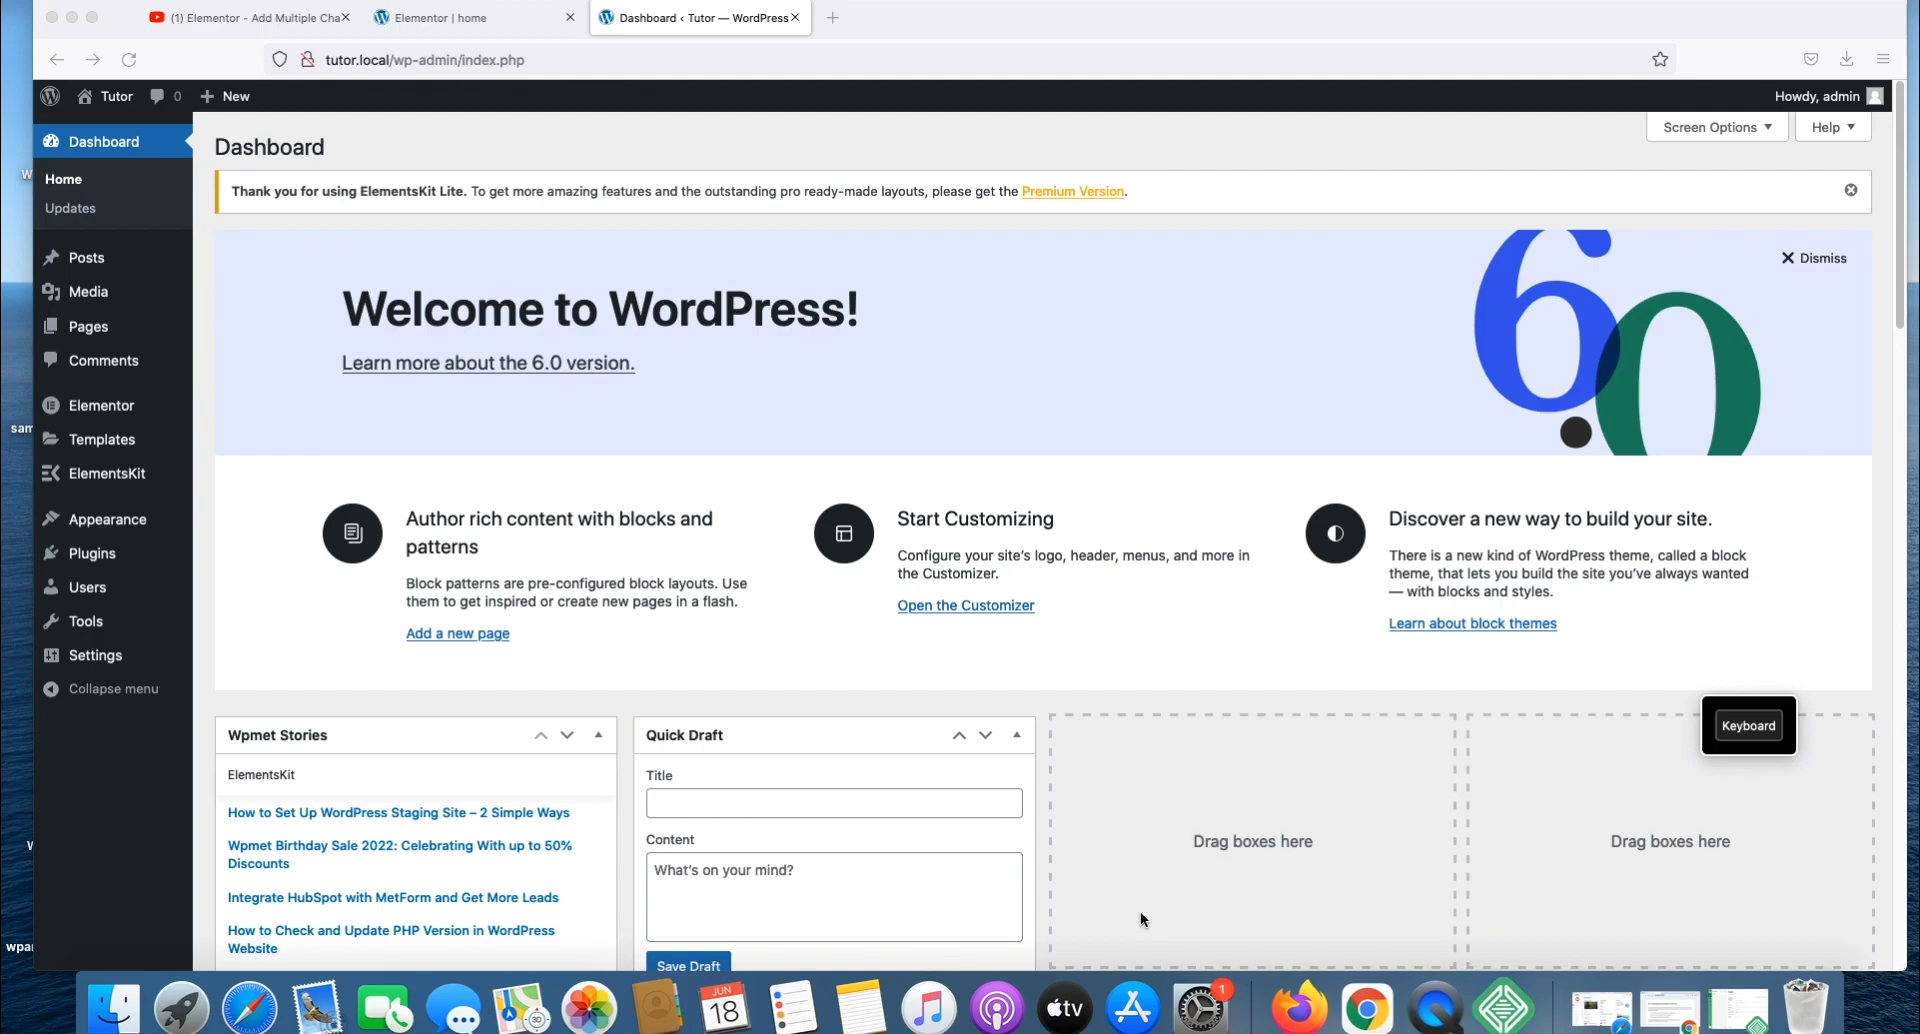 (1) Elementor - Add Multiple Cha
Elementor | home
Dashboard ‹ Tutor — WordPress
tutor.local/wp-admin/index.php
Tutor
0
New
Howdy, admin
Dashboard
Home
Updates
Posts
Media
Pages
Comments
Elementor
Templates
ElementsKit
Appearance
Plugins
Users
Tools
Settings
Collapse menu
Screen Options
Help
Dashboard
Thank you for using ElementsKit Lite. To get more amazing features and the outstanding pro ready-made layouts, please get the Premium Version.
Dismiss
Welcome to WordPress!
Learn more about the 6.0 version.
6.0
Author rich content with blocks and
patterns
Block patterns are pre-configured block layouts. Use
them to get inspired or create new pages in a flash.
Add a new page
Start Customizing
Configure your site's logo, header, menus, and more in
the Customizer.
Open the Customizer
Discover a new way to build your site.
There is a new kind of WordPress theme, called a block
theme, that lets you build the site you've always wanted
— with blocks and styles.
Learn about block themes
Keyboard
Wpmet Stories
ElementsKit
How to Set Up WordPress Staging Site – 2 Simple Ways
Wpmet Birthday Sale 2022: Celebrating With up to 50%
Discounts
Integrate HubSpot with MetForm and Get More Leads
How to Check and Update PHP Version in WordPress
Website
Quick Draft
Title
Content
What's on your mind?
Save Draft
Drag boxes here
Drag boxes here
W
sam
wpar
JUN
18
3D
tv
1